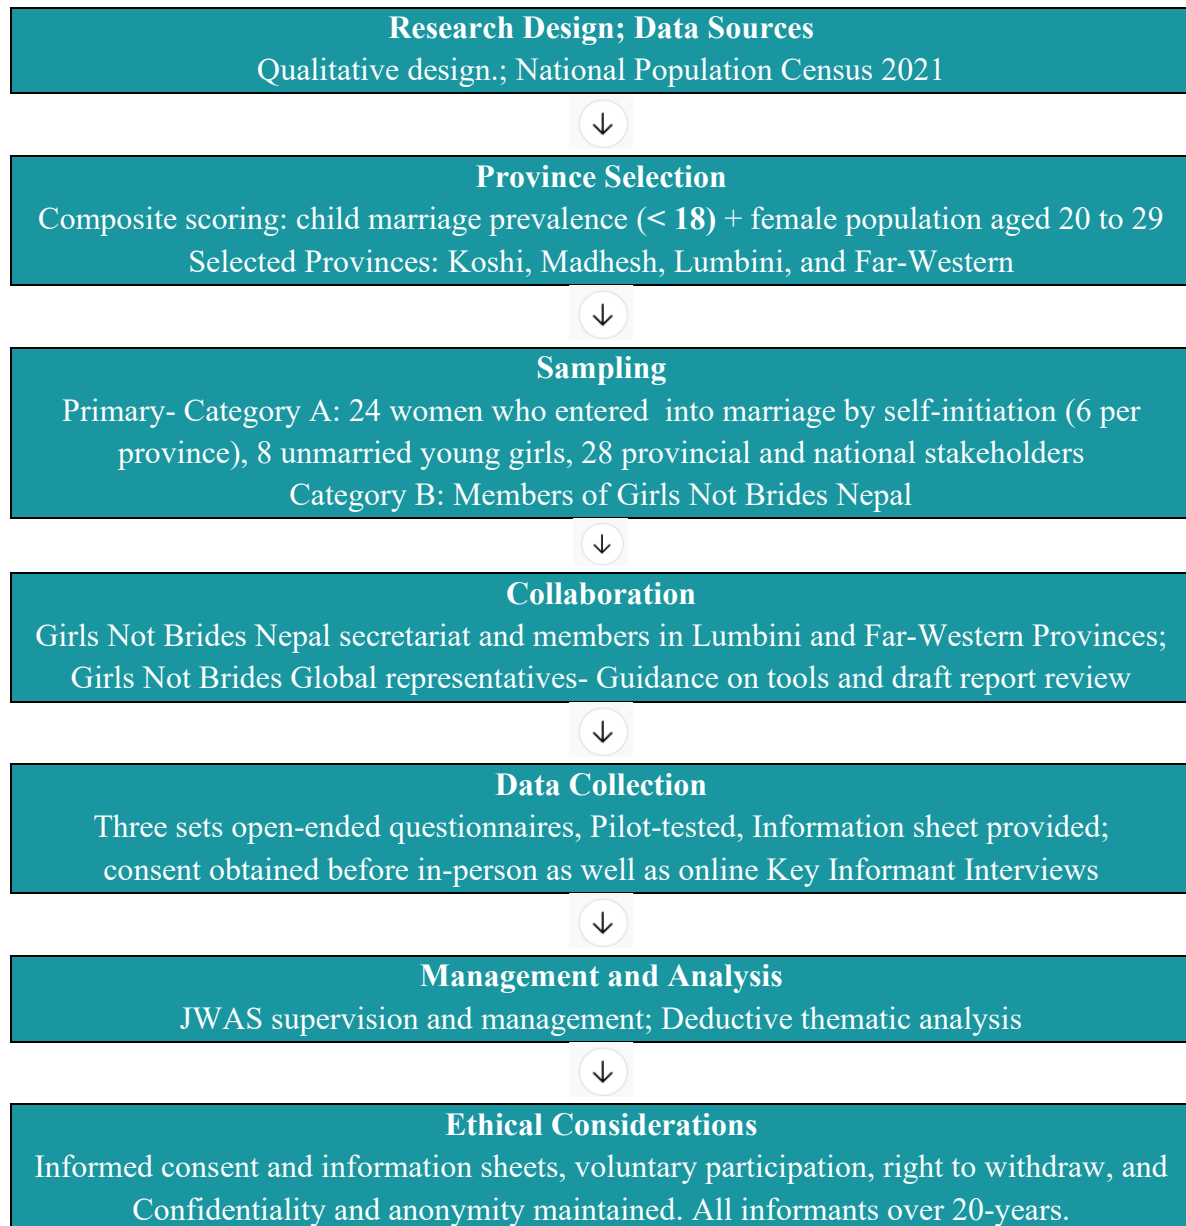 Research Design; Data Sources
Qualitative design.; National Population Census 2021
↓
Province Selection
Composite scoring: child marriage prevalence (< 18) + female population aged 20 to 29
Selected Provinces: Koshi, Madhesh, Lumbini, and Far-Western
↓
Sampling
Primary- Category A: 24 women who entered  into marriage by self-initiation (6 per
province), 8 unmarried young girls, 28 provincial and national stakeholders
Category B: Members of Girls Not Brides Nepal
↓
Collaboration
Girls Not Brides Nepal secretariat and members in Lumbini and Far-Western Provinces;
Girls Not Brides Global representatives- Guidance on tools and draft report review
↓
Data Collection
Three sets open-ended questionnaires, Pilot-tested, Information sheet provided;
consent obtained before in-person as well as online Key Informant Interviews
↓
Management and Analysis
JWAS supervision and management; Deductive thematic analysis
↓
Ethical Considerations
Informed consent and information sheets, voluntary participation, right to withdraw, and
Confidentiality and anonymity maintained. All informants over 20-years.